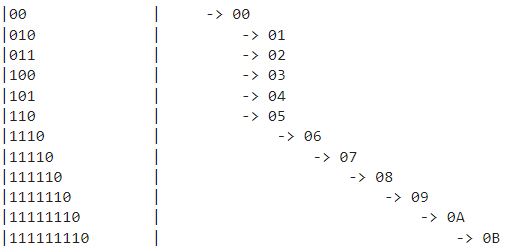 |00 | -> 00
|010 | -> 01
|011 | -> 02
|100 | -> 03
|101 | -> 04
|110 | -> 05
|1110 | -> 06
|11110 | -> 07
|111110 | -> 08
|1111110 | -> 09
|11111110 | -> 0A
|111111110 | -> 0B